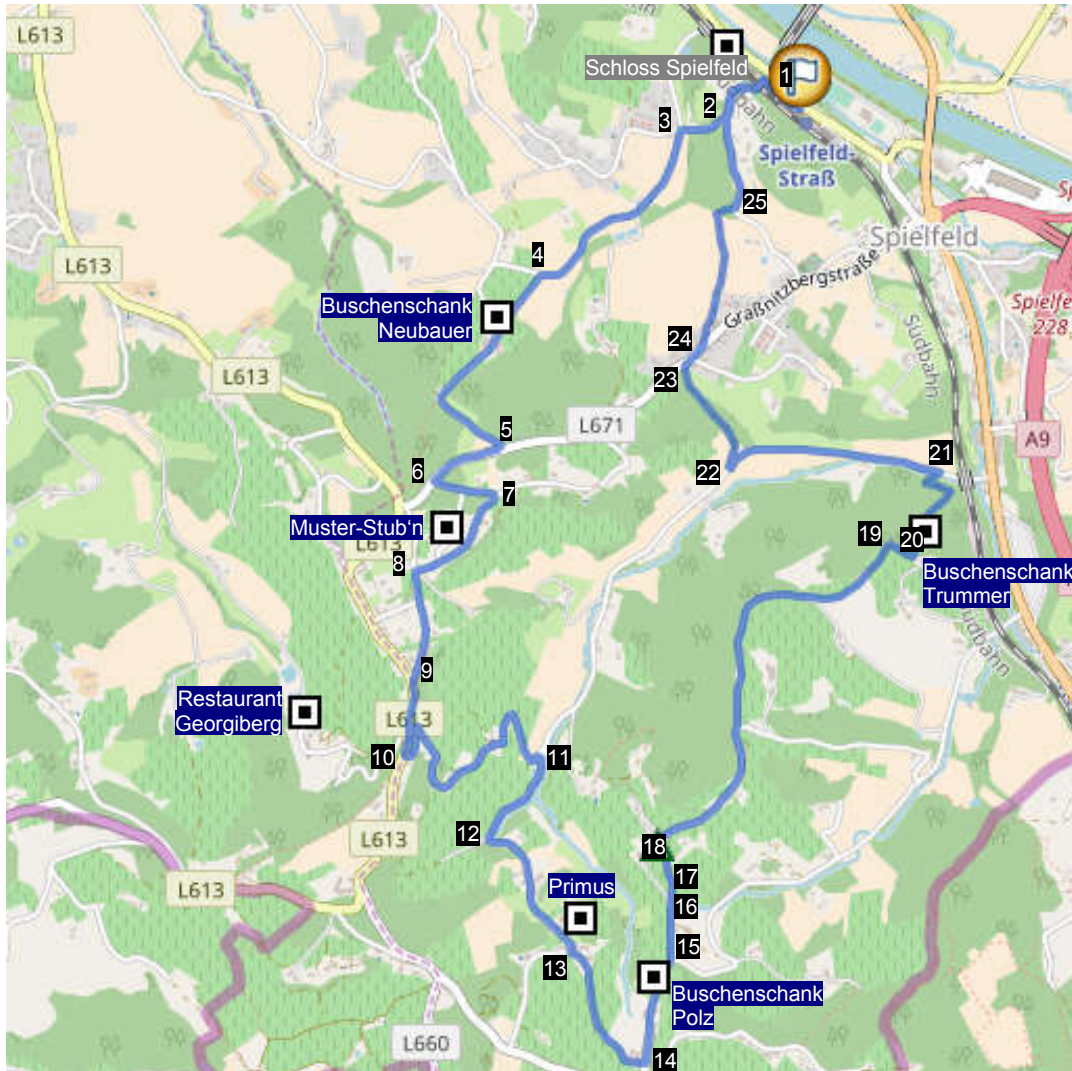 L613
Schloss Spielfeld
1
2
3
Südbahn
Spielfeld-
Straß
25
Spielfeld
4
L613
Graßnitzbergstraße
Buschenschank
Neubauer
228
24
L613
23
Südbahn
5
L671
A9
6
22
21
7
Muster-Stub‘n
19
20
L613
8
Buschenschank
Trummer
9
Restaurant
Georgiberg
L613
10
11
12
L613
18
17
L613
Primus
16
15
13
Buschenschank
Polz
L660
14